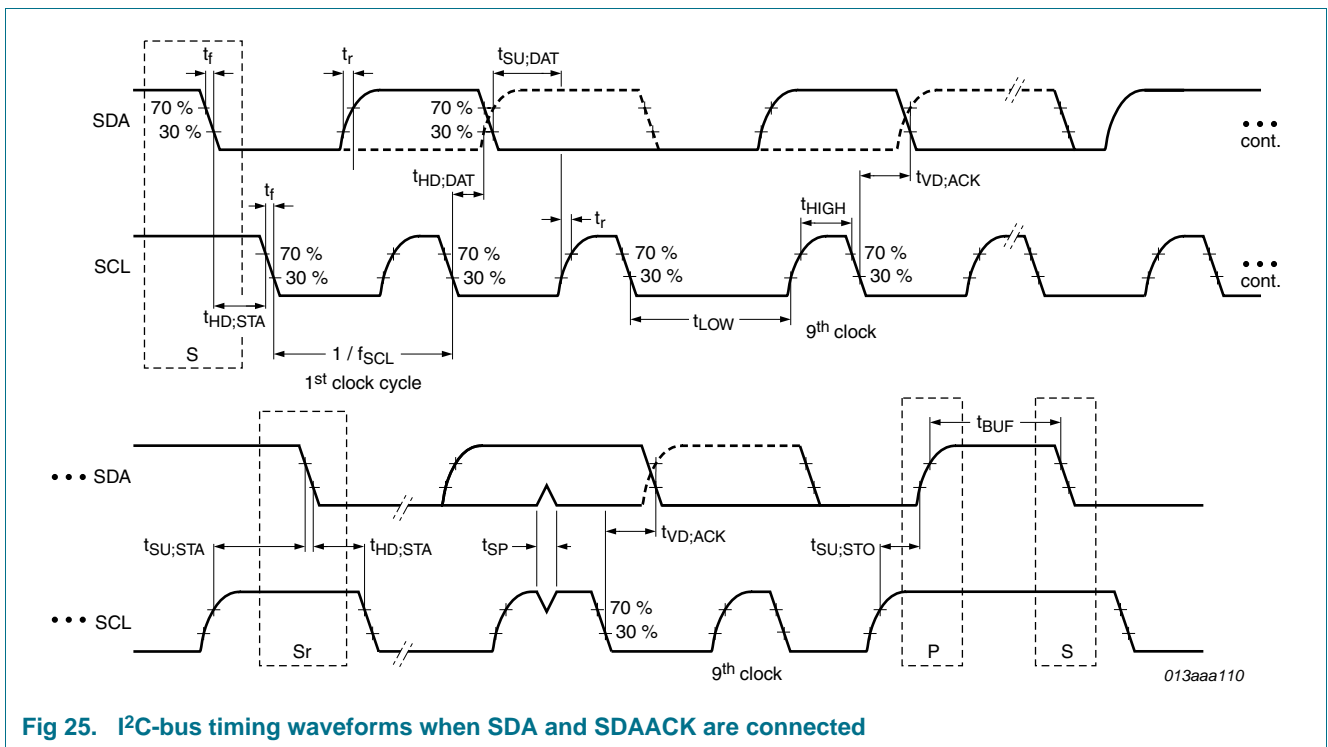 tf
tr
tSU;DAT
70 %
30 %
SDA
70 %
30 %
cont.
tHD;DAT
tf
tVD;ACK
tHIGH
tr
SCL
70 %
30 %
70 %
30 %
70 %
30 %
70 %
30 %
cont.
tHD;STA
tLOW
9th clock
S
1 / fSCL
1st clock cycle
tBUF
••• SDA
tSU;STA
tHD;STA
tSP
tVD;ACK
tSU;STO
••• SCL
70 %
30 %
Sr
9th clock
P
S
013aaa110
Fig 25. I²C-bus timing waveforms when SDA and SDAACK are connected